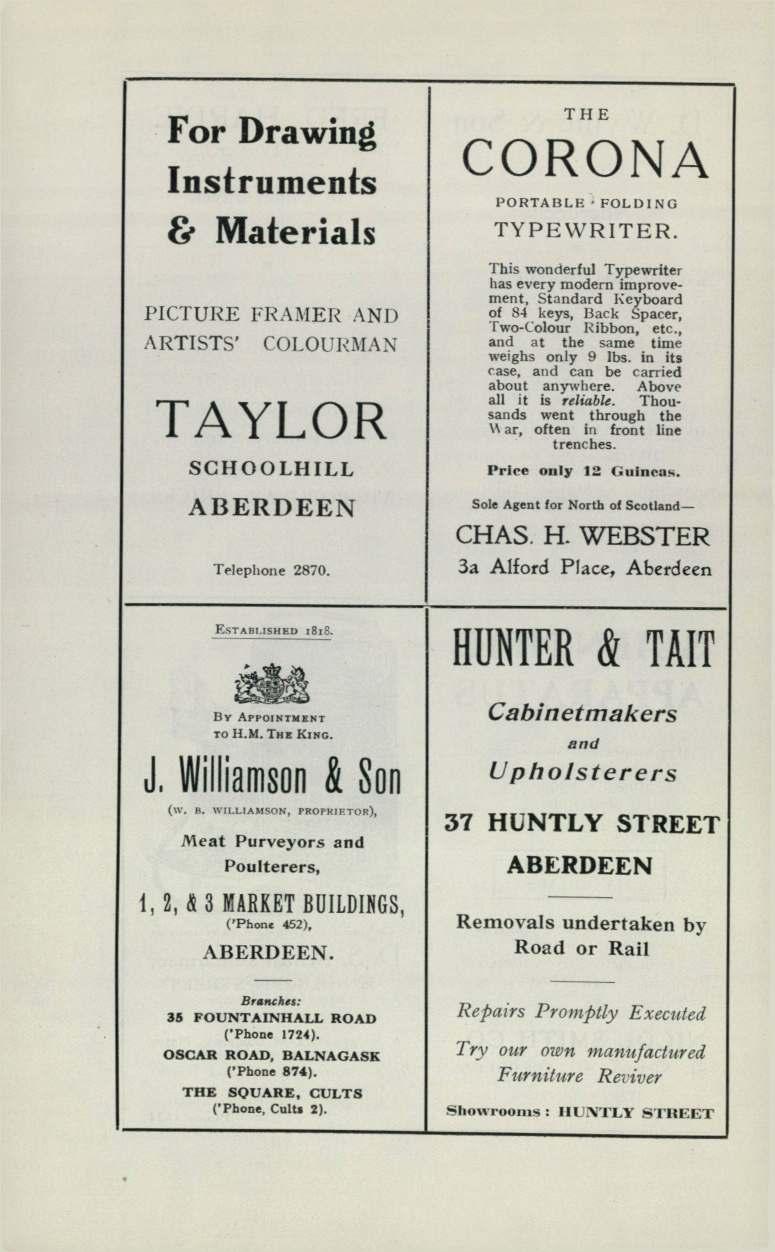 For Drawing
Instruments
& Materials
PICTURE FRAMER AND
ARTISTS' COLOURMAN
TAYLOR
SCHOOLHILL
ABERDEEN
Telephone 2870.
THE
CORONA
PORTABLE FOLDING
TYPEWRITER.
This wonderful Typewriter
has every modern improve-
ment, Standard Keyboard
of 84 keys, Back Spacer,
Two-Colour Ribbon, etc.,
and at the same time
weighs only 9 lbs. in its
case, and can be carried
about anywhere. Above
all it is reliable. Thou-
sands went through the
War, often in front line
trenches.
Price only 12 Guineas.
Sole Agent for North of Scotland—
CHAS. H. WEBSTER
3a Alford Place, Aberdeen
ESTABLISHED 1818.
BY APPOINTMENT
TO H.M. THE KING.
J. Williamson & Son
(W. B. WILLIAMSON, PROPRIETOR),
Meat Purveyors and
Poulterers,
1, 2, & 3 MARKET BUILDINGS,
('Phone 452),
ABERDEEN.
Branches:
35 FOUNTAINHALL ROAD
('Phone 1724).
OSCAR ROAD, BALNAGASK
('Phone 874).
THE SQUARE, CULTS
('Phone, Cults 2).
HUNTER & TAIT
Cabinetmakers
and
Upholsterers
37 HUNTLY STREET
ABERDEEN
Removals undertaken by
Road or Rail
Repairs Promptly Executed
Try our own manufactured
Furniture Reviver
Showrooms: HUNTLY STREET